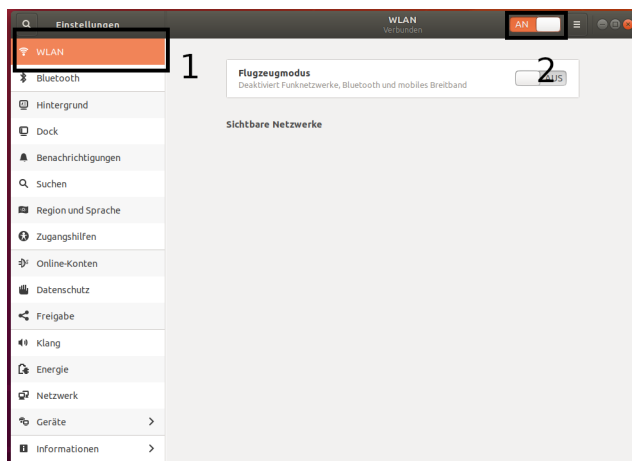 Einstellungen
WLAN
Verbunden
AN
WLAN
1
2
Bluetooth
Flugzeugmodus
Deaktiviert Funknetzwerke, Bluetooth und mobiles Breitband
AUS
Hintergrund
Dock
Sichtbare Netzwerke
Benachrichtigungen
Suchen
Region und Sprache
Zugangshilfen
Online-Konten
Datenschutz
Freigabe
Klang
Energie
Netzwerk
Geräte
Informationen